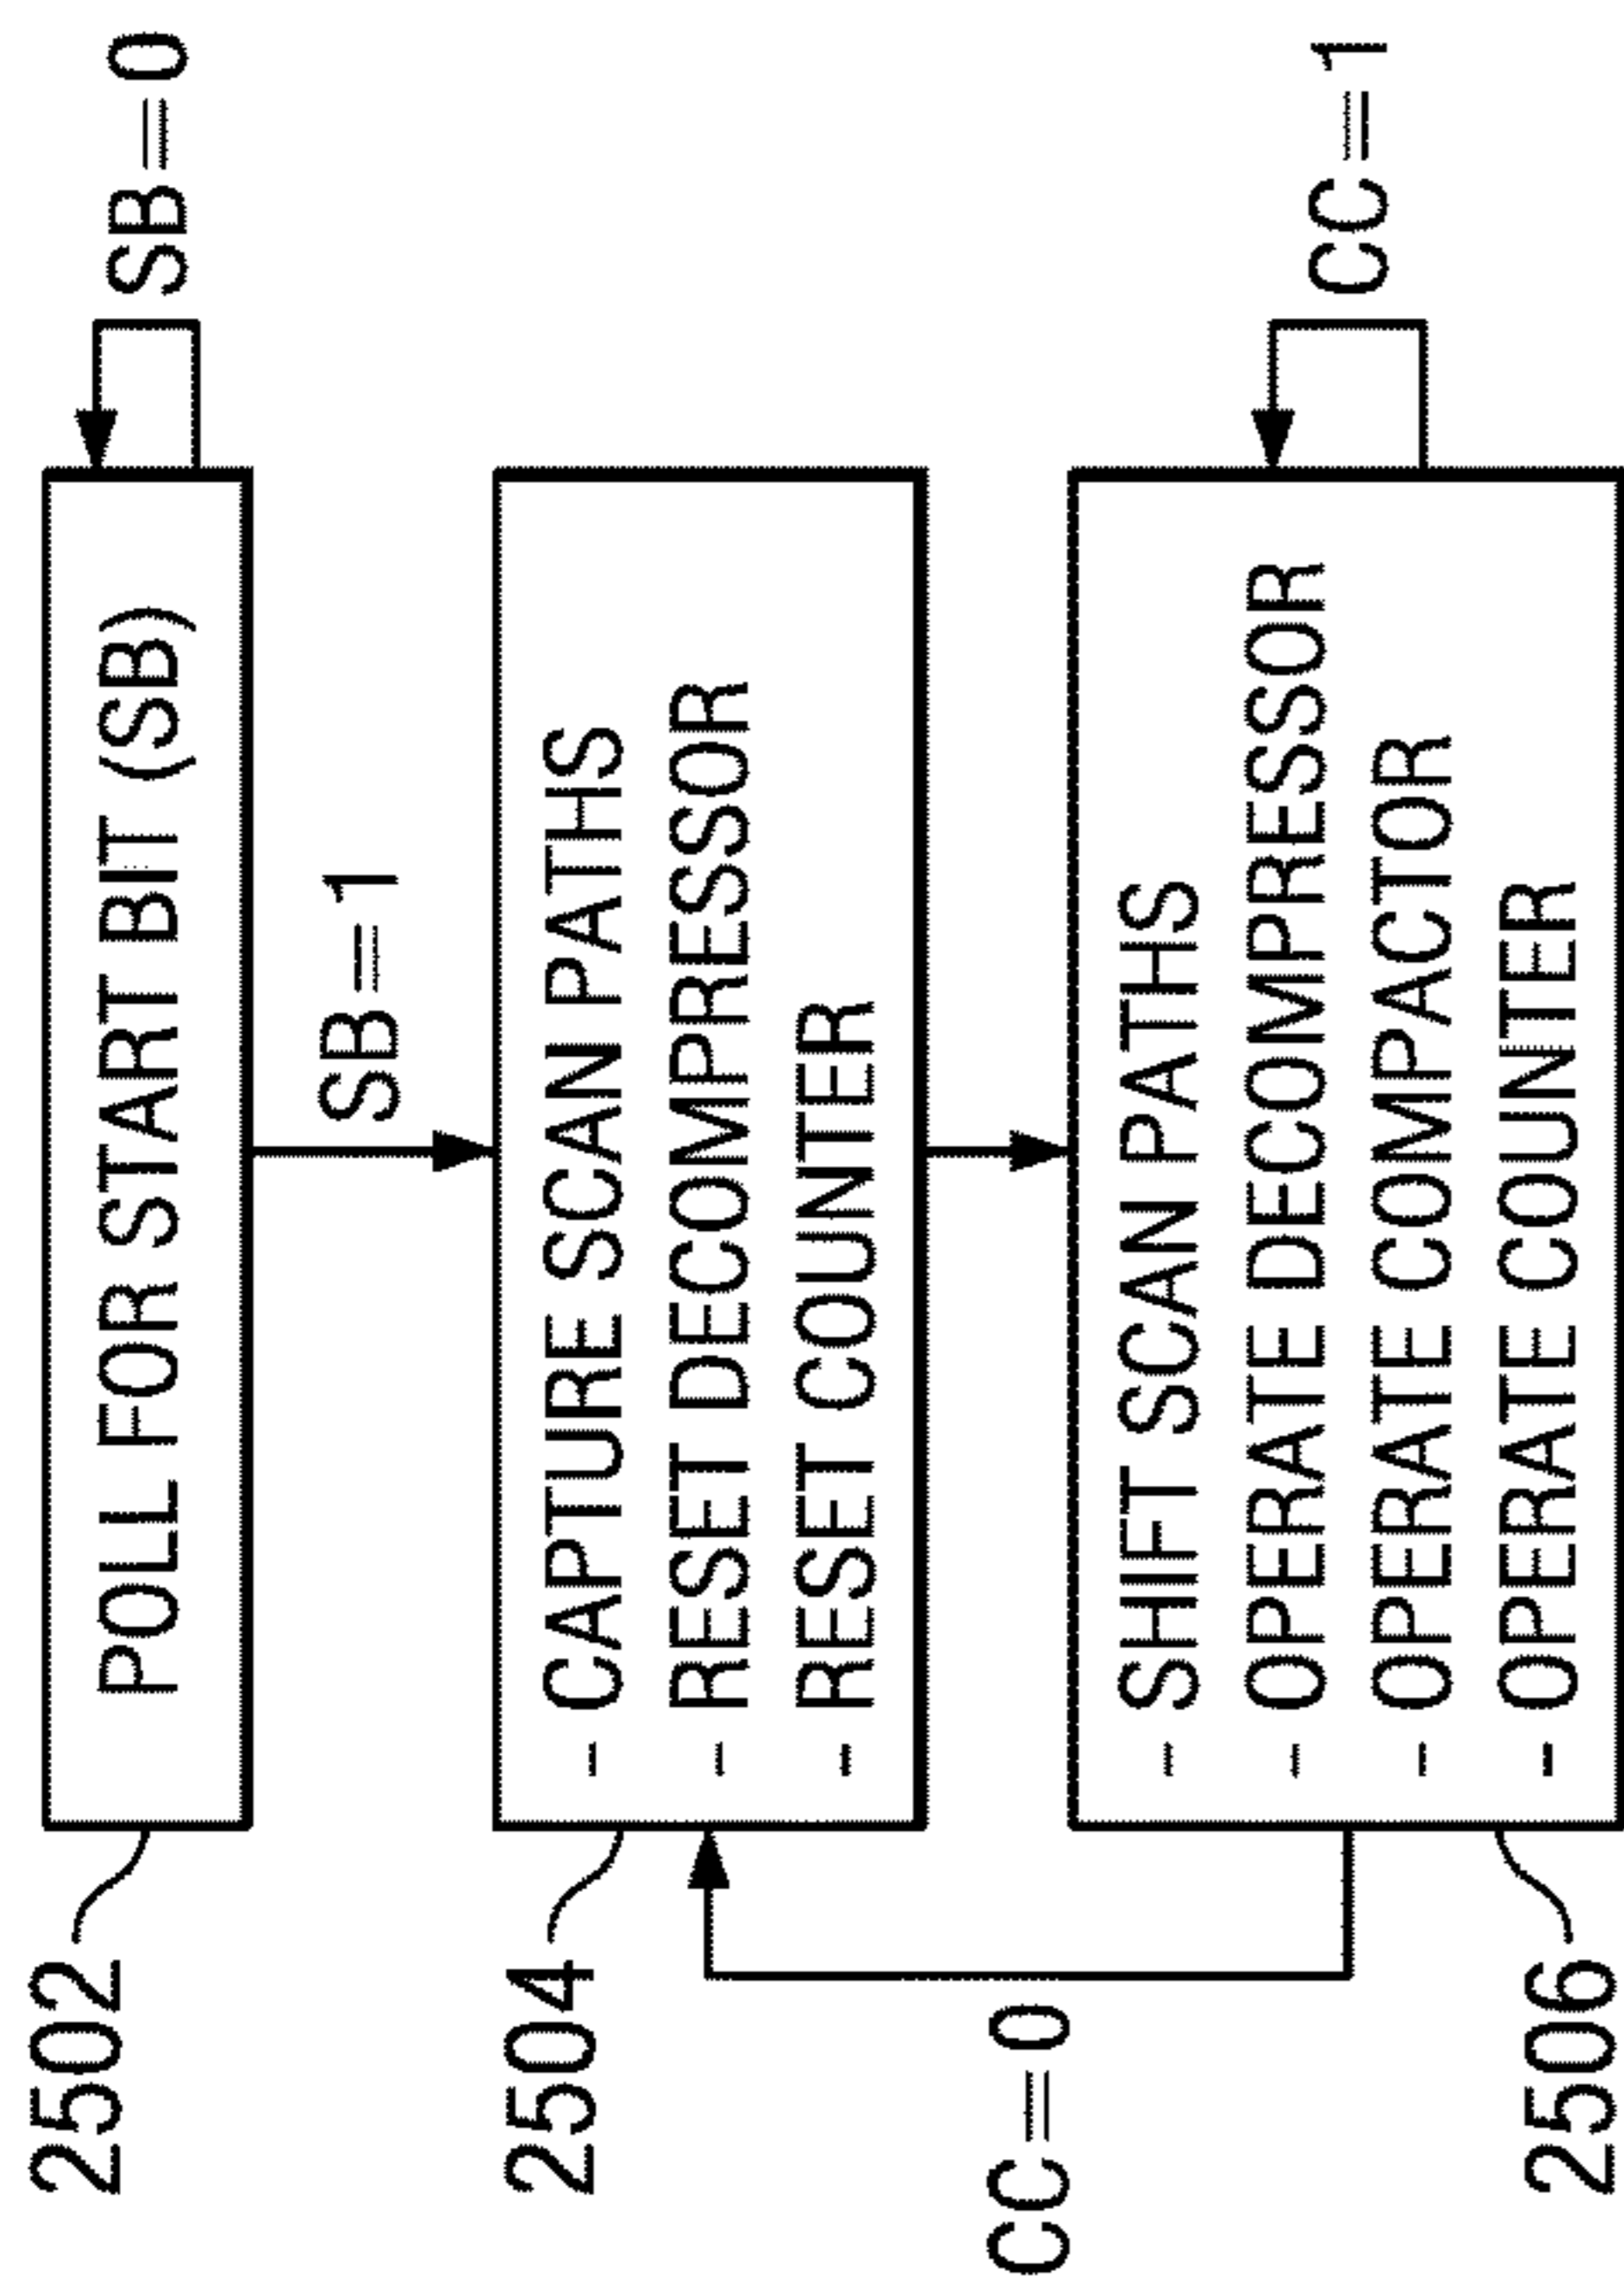 2502
POLL FOR START BIT (SB)
SB=0
SB=1
2504
- CAPTURE SCAN PATHS
- RESET DECOMPRESSOR
- RESET COUNTER
CC=0
2506
- SHIFT SCAN PATHS
- OPERATE DECOMPRESSOR
- OPERATE COMPACTOR
- OPERATE COUNTER
CC=1